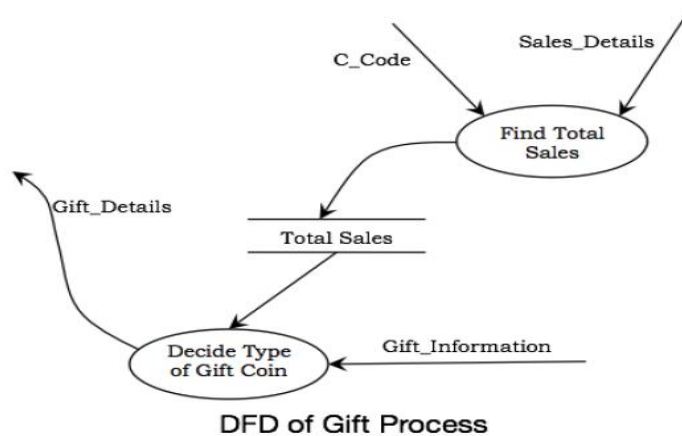 Sales_Details
C_Code
Find Total
Sales
Gift_Details
Total Sales
Decide Type
of Gift Coin
Gift_Information
DFD of Gift Process